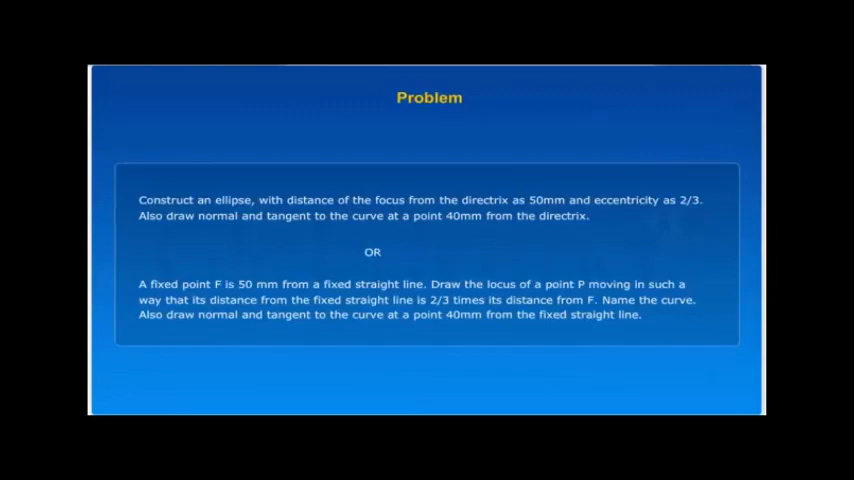 Problem
Construct an ellipse, with distance of the focus from the directrix as 50mm and eccentricity as 2/3.
Also draw normal and tangent to the curve at a point 40mm from the directrix.
OR
A fixed point F is 50 mm from a fixed straight line. Draw the locus of a point P moving in such a
way that its distance from the fixed straight line is 2/3 times its distance from F. Name the curve.
Also draw normal and tangent to the curve at a point 40mm from the fixed straight line.